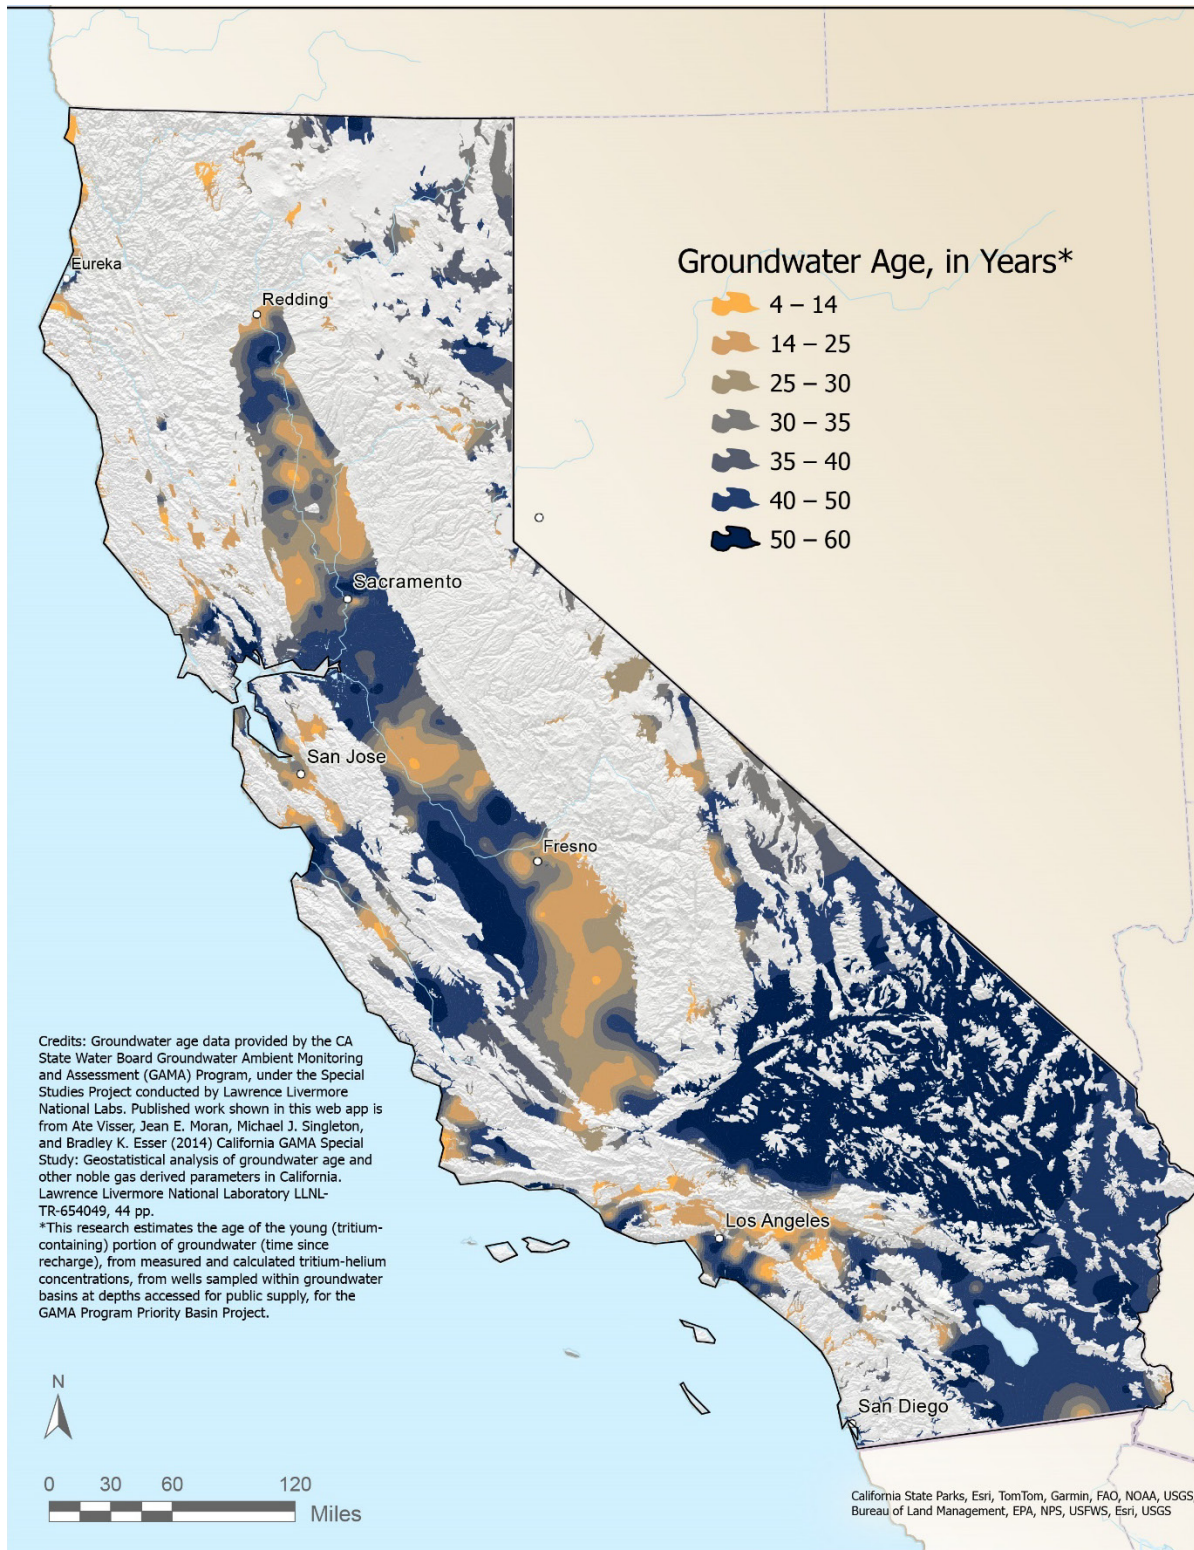 Groundwater Age, in Years*
4 – 14
14 – 25
25 – 30
30 – 35
35 – 40
40 – 50
50 – 60
Eureka
Redding
Sacramento
San Jose
Fresno
Los Angeles
San Diego
Credits: Groundwater age data provided by the CA
State Water Board Groundwater Ambient Monitoring
and Assessment (GAMA) Program, under the Special
Studies Project conducted by Lawrence Livermore
National Labs. Published work shown in this web app is
from Ate Visser, Jean E. Moran, Michael J. Singleton,
and Bradley K. Esser (2014) California GAMA Special
Study: Geostatistical analysis of groundwater age and
other noble gas derived parameters in California.
Lawrence Livermore National Laboratory LLNL-
TR-654049, 44 pp.
*This research estimates the age of the young (tritium-
containing) portion of groundwater (time since
recharge), from measured and calculated tritium-helium
concentrations, from wells sampled within groundwater
basins at depths accessed for public supply, for the
GAMA Program Priority Basin Project.
N
0 30 60 120
Miles
California State Parks, Esri, TomTom, Garmin, FAO, NOAA, USGS,
Bureau of Land Management, EPA, NPS, USFWS, Esri, USGS